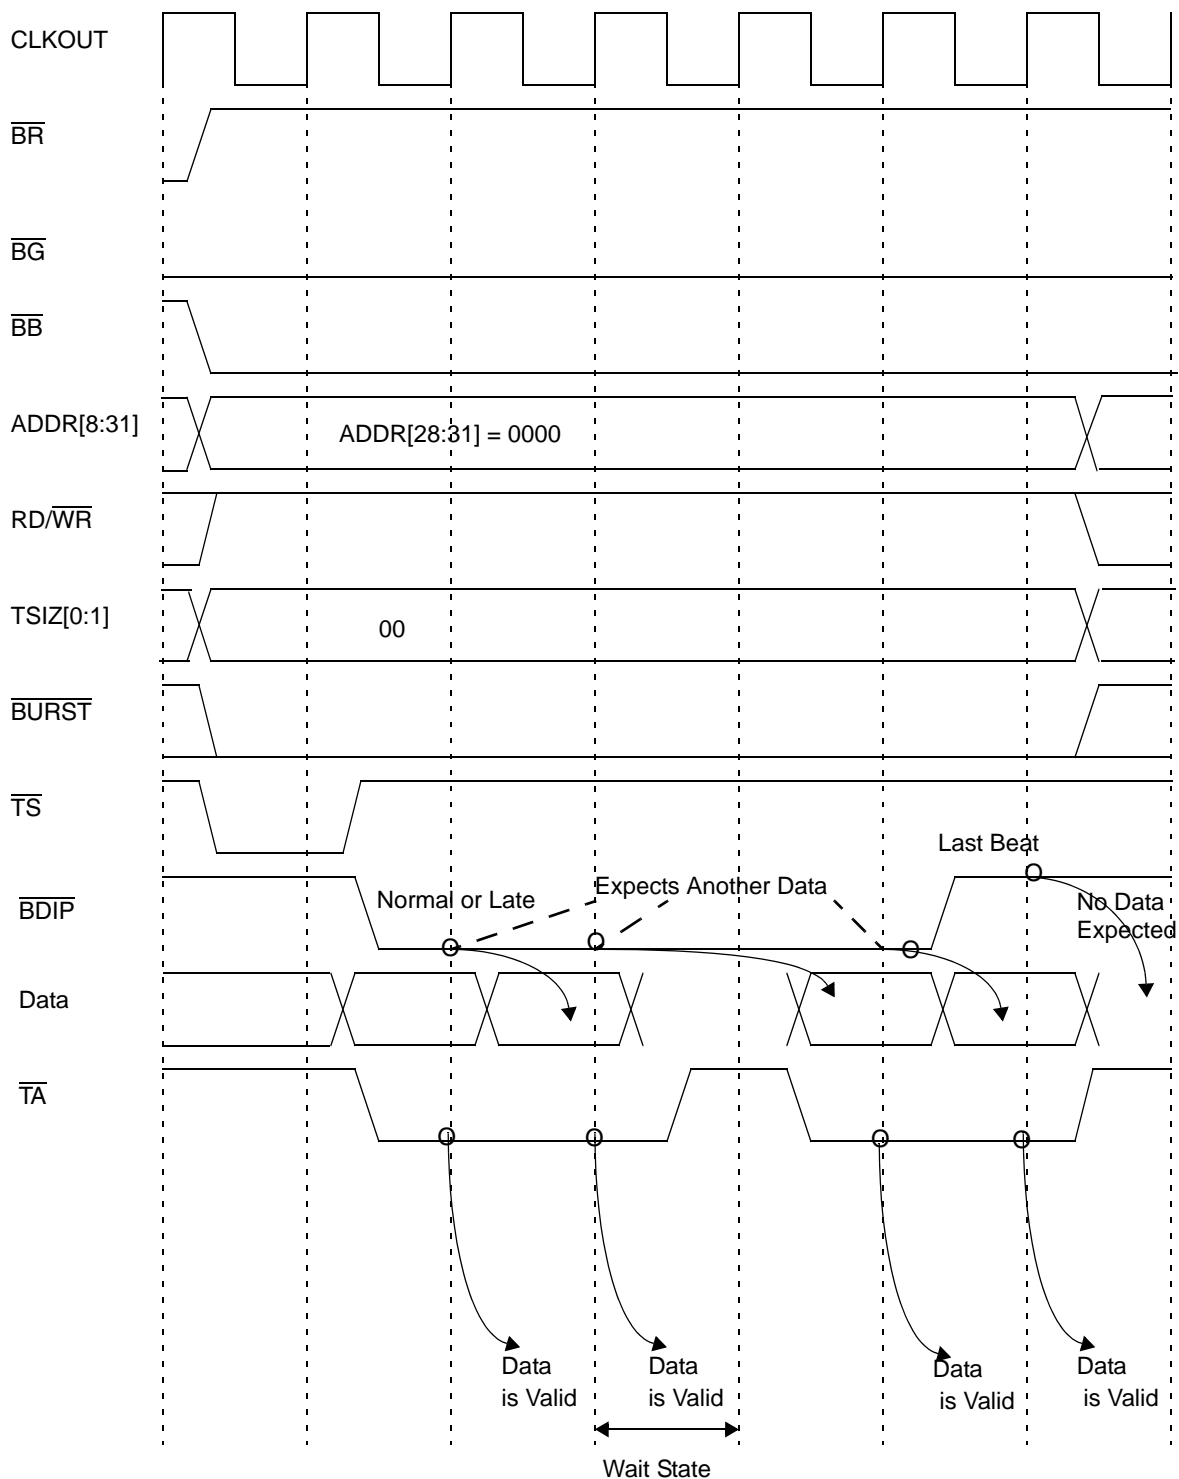 CLKOUT
BR
BG
BB
ADDR[8:31]
ADDR[28:31] = 0000
RD/WR
TSIZ[0:1]
00
BURST
TS
Last Beat
BDIP
Normal or Late
Expects Another Data
No Data
Expected
Data
TA
Data
is Valid
Data
is Valid
Data
is Valid
Data
is Valid
Wait State